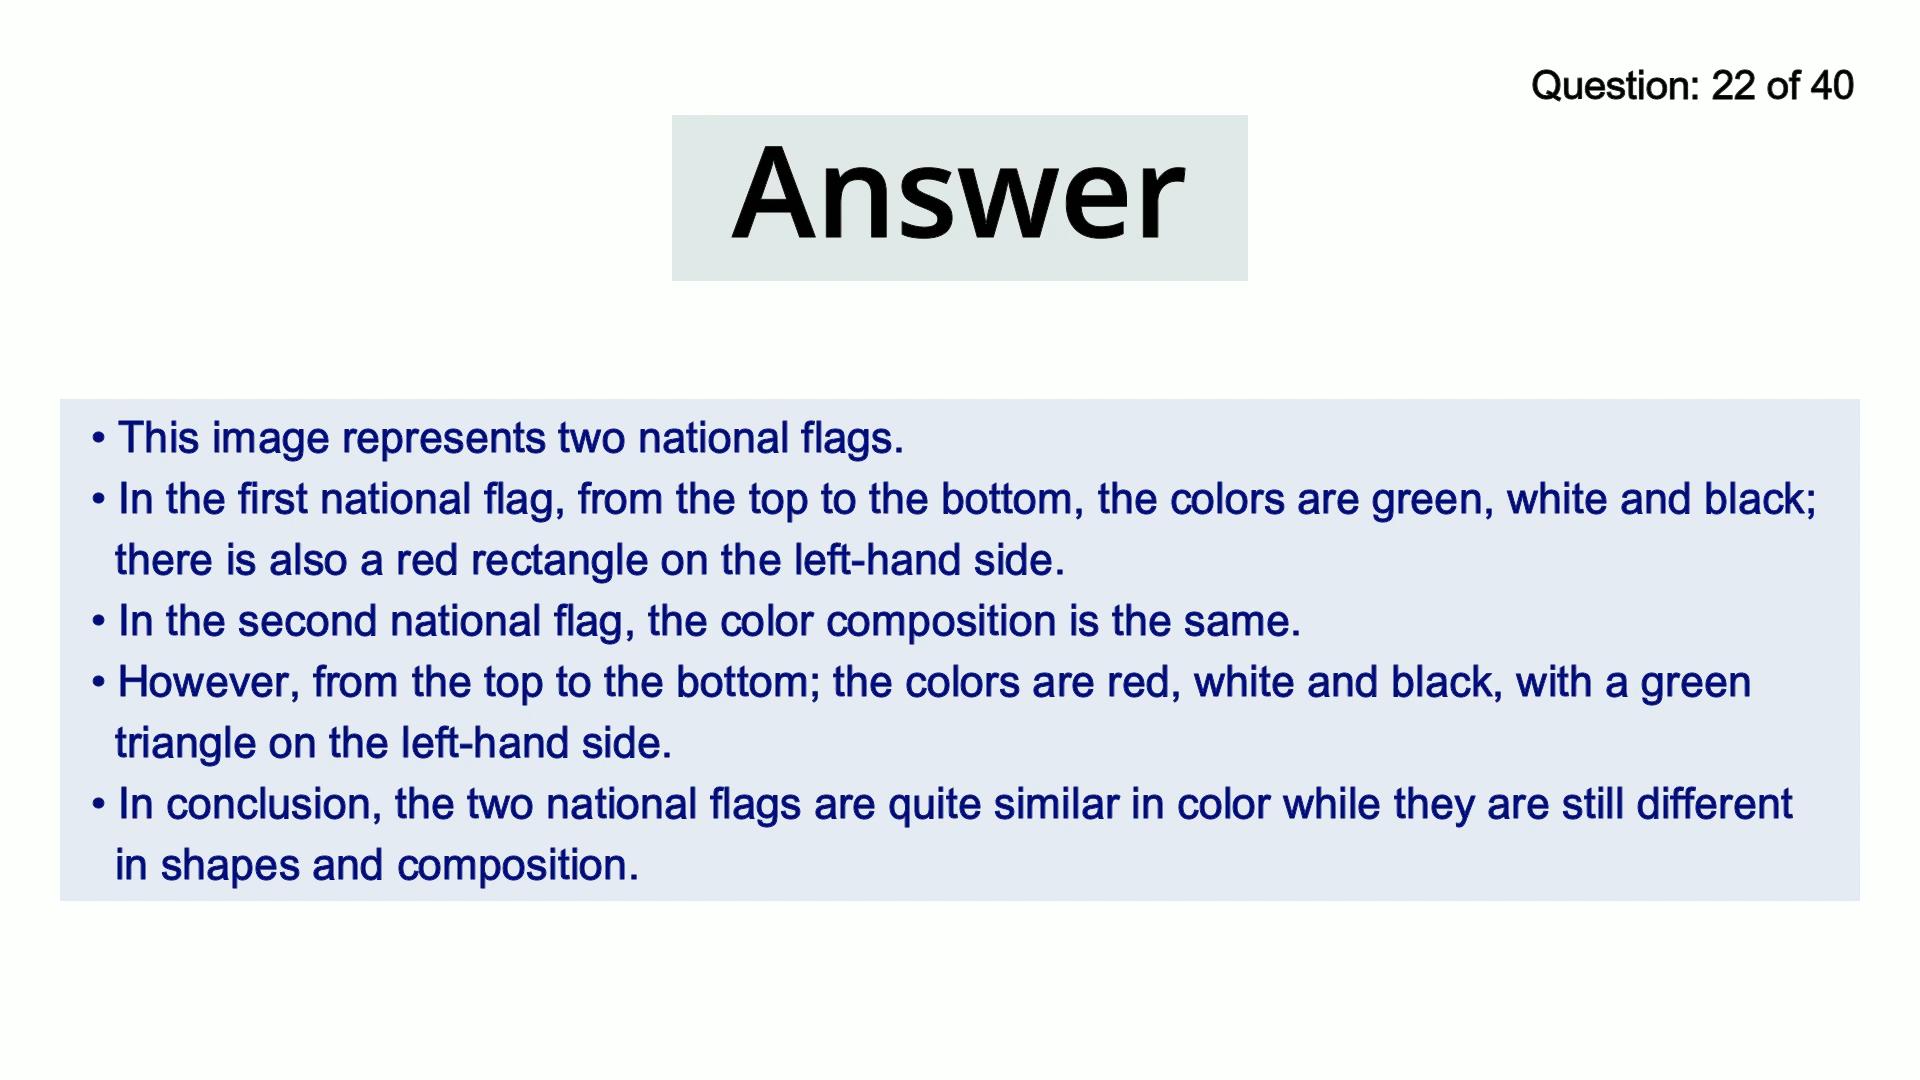 Question: 22 of 40
Answer
• This image represents two national flags.
• In the first national flag, from the top to the bottom, the colors are green, white and black;
there is also a red rectangle on the left-hand side.
• In the second national flag, the color composition is the same.
• However, from the top to the bottom; the colors are red, white and black, with a green
triangle on the left-hand side.
• In conclusion, the two national flags are quite similar in color while they are still different
in shapes and composition.